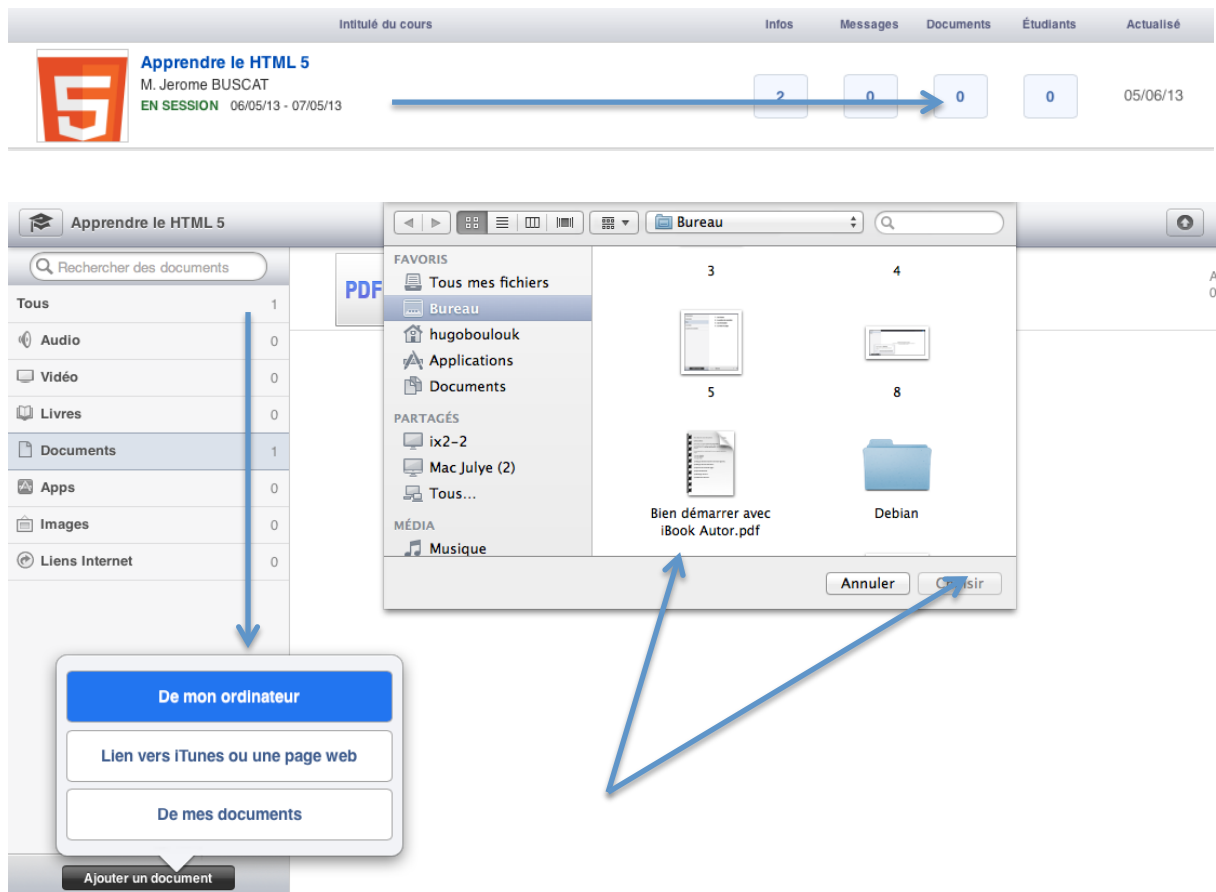 Intitulé du cours Infos Messages Documents Étudiants Actualisé
5
Apprendre le HTML 5
M. Jerome BUSCAT
EN SESSION 06/05/13 - 07/05/13
2 0 0 0 05/06/13
Apprendre le HTML 5
Bureau
Rechercher des documents
Tous 1
Audio 0
Vidéo 0
Livres 0
Documents 1
Apps 0
Images 0
Liens Internet 0
PDF
FAVORIS
Tous mes fichiers
Bureau
hugoboulouk
Applications
Documents
PARTAGÉS
ix2-2
Mac Julye (2)
Tous...
MÉDIA
Musique
3 4
5 8
Bien démarrer avec
iBook Autor.pdf
Debian
Annuler Choisir
A
0
De mon ordinateur
Lien vers iTunes ou une page web
De mes documents
Ajouter un document